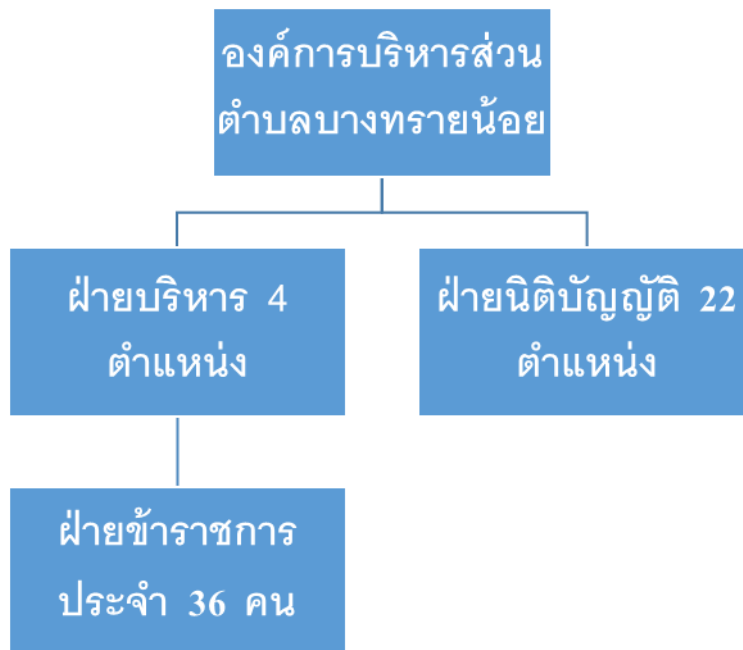 องค์การบริหารส่วน
ตำบลบางทรายน้อย
ฝ่ายบริหาร 4
ตำแหน่ง
ฝ่ายนิติบัญญัติ 22
ตำแหน่ง
ฝ่ายข้าราชการ
ประจำ 36 คน